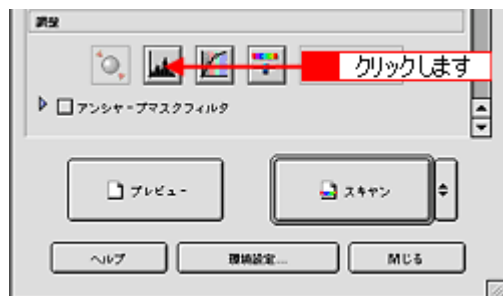 調整
クリックします
アンシャープマスクフィルタ
プレビュー
スキャン
ヘルプ
環境設定...
閉じる